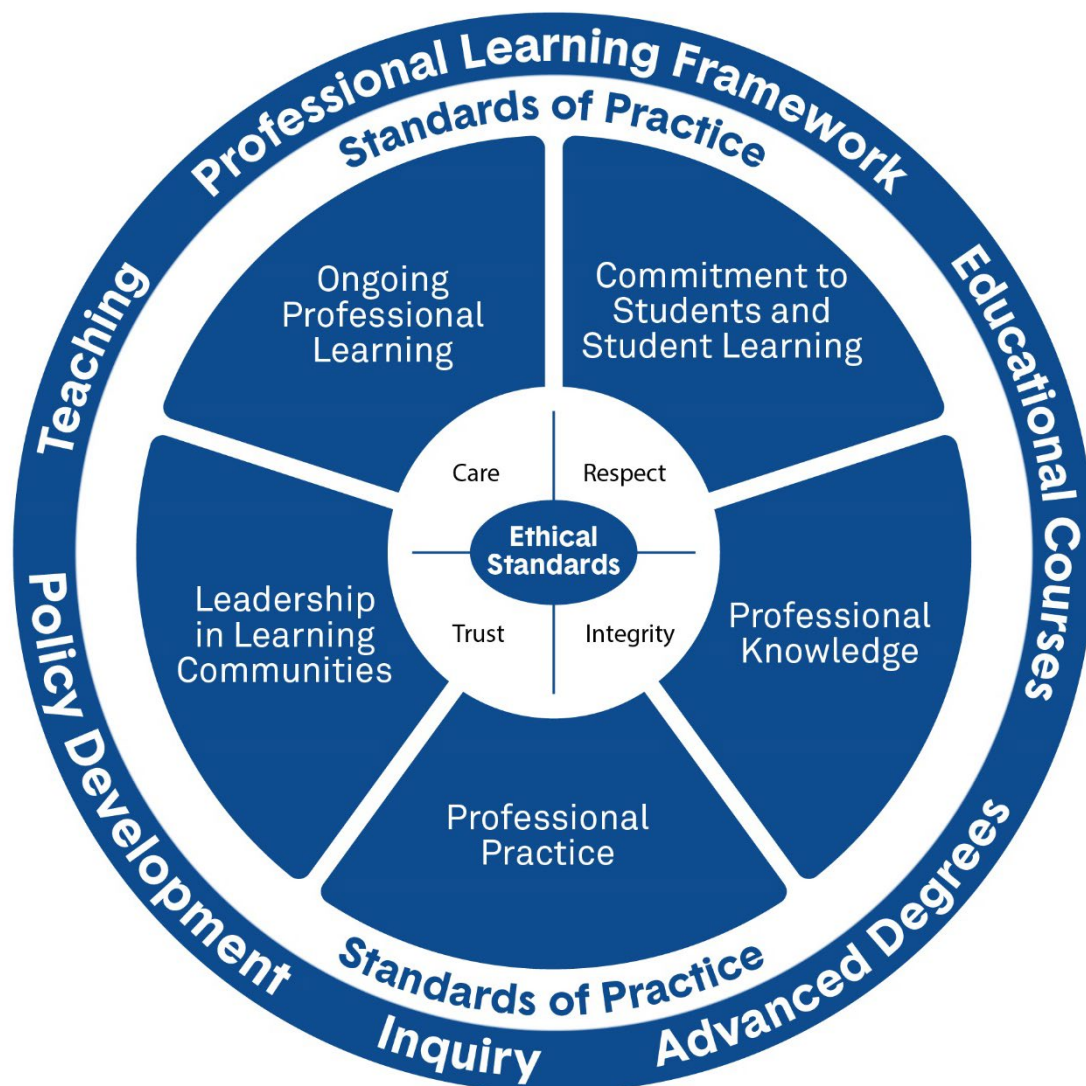 Professional Learning Framework
Educational Courses
Advanced Degrees
Inquiry
Policy Development
Teaching
Standards of Practice
Commitment to
Students and
Student Learning
Professional
Knowledge
Professional
Practice
Leadership
in Learning
Communities
Ongoing
Professional
Learning
Care
Respect
Ethical
Standards
Trust
Integrity
Standards of Practice